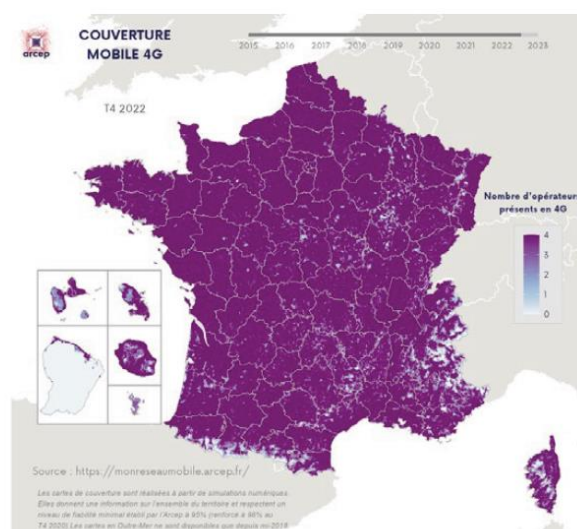 arcep
COUVERTURE
MOBILE 4G
2015 2016 2017 2018 2019 2020 2021 2022 2023
T4 2022
Nombre d'opérateurs
présents en 4G
4
3
2
1
0
Source : https://monreseaumobile.arcep.fr/
Les cartes de couverture sont réalisées à partir de simulations numériques.
Elles donnent une information sur l'ensemble du territoire et respectent un
niveau de fiabilité minimal établi par l'Arcep à 95% (renforcé à 98% au
T4 2020) Les cartes en Outre-Mer ne sont disponibles que depuis mi-2018